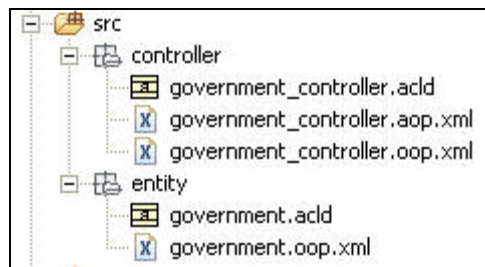 src
controller
government_controller.acld
government_controller.aop.xml
government_controller.oop.xml
entity
government.acld
government.oop.xml